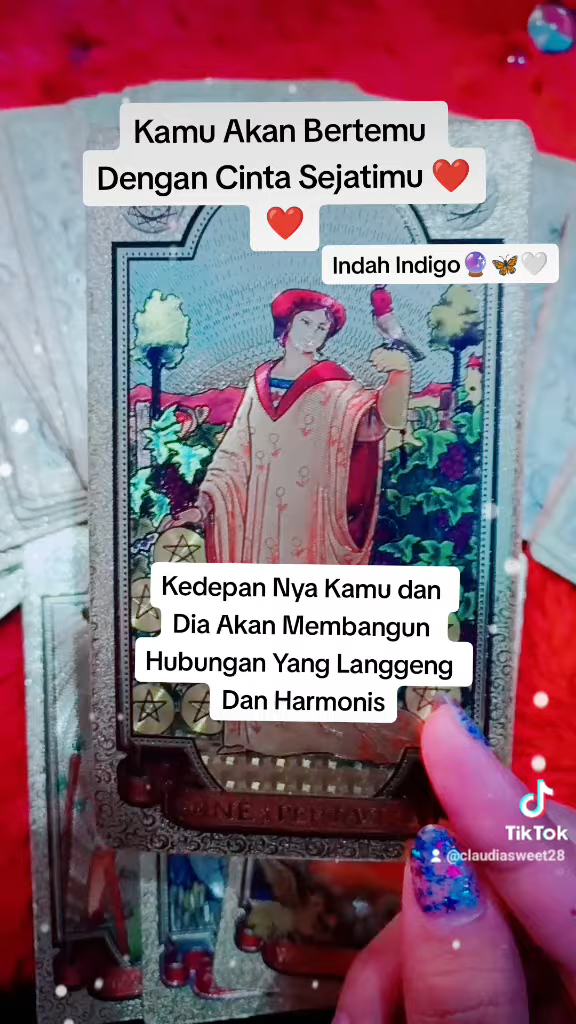 Kamu Akan Bertemu
Dengan Cinta Sejatimu ❤️
❤️
Indah Indigo🔮🦋🤍
Kedepan Nya Kamu dan
Dia Akan Membangun
Hubungan Yang Langgeng
Dan Harmonis
TikTok
@claudiasweet28